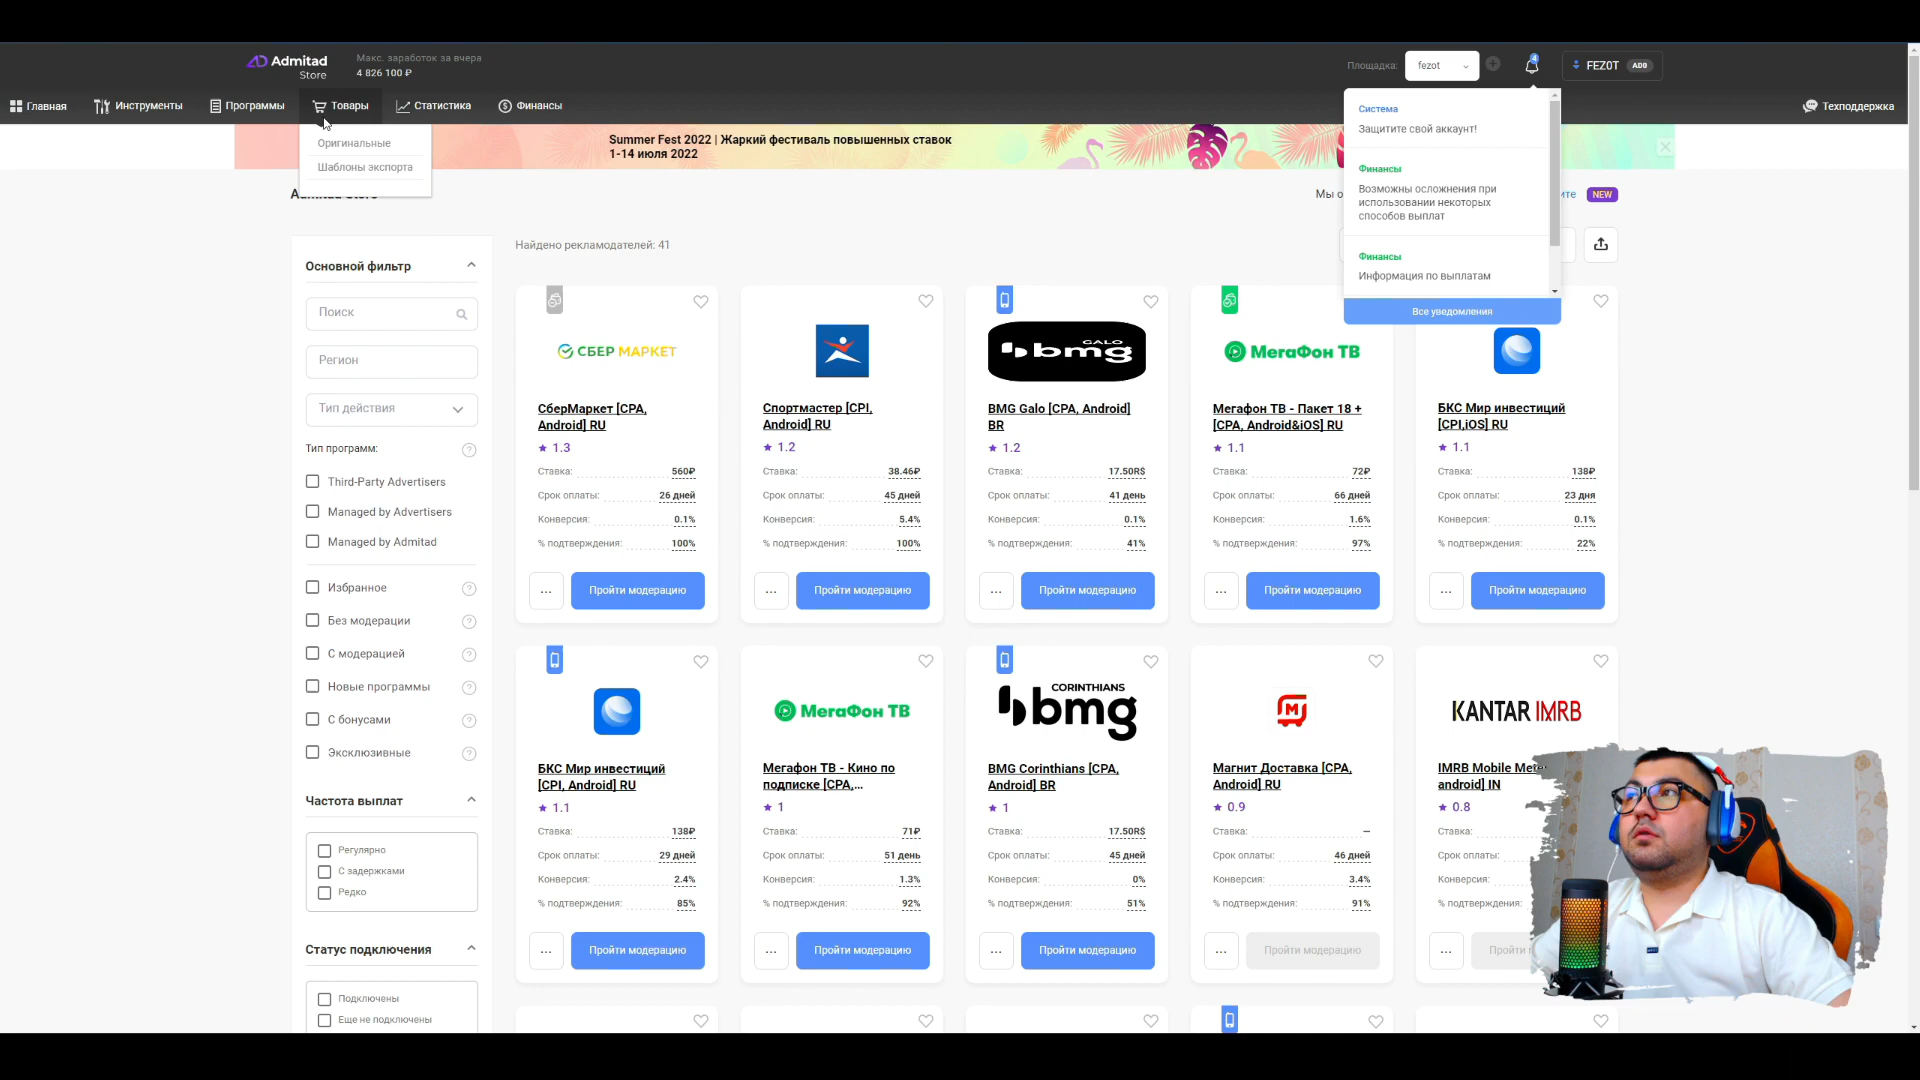 Admitad
Store
Макс. заработок за вчера
4 826 100 ₽
Площадка:
fezot
4
FEZOT
AD0
Главная
Инструменты
Программы
Товары
Статистика
Финансы
Техподдержка
Оригинальные
Шаблоны экспорта
Summer Fest 2022 | Жаркий фестиваль повышенных ставок
1-14 июля 2022
Система
Защитите свой аккаунт!
Финансы
Возможны осложнения при
использовании некоторых
способов выплат
Финансы
Информация по выплатам
Все уведомления
Admitad Store
Мы о
ите
NEW
Найдено рекламодателей: 41
Основной фильтр
Поиск
Регион
Тип действия
Тип программ:
Third-Party Advertisers
Managed by Advertisers
Managed by Admitad
Избранное
Без модерации
С модерацией
Новые программы
С бонусами
Эксклюзивные
Частота выплат
Регулярно
С задержками
Редко
Статус подключения
Подключены
Еще не подключены
СБЕР МАРКЕТ
СберМаркет [CPA,
Android] RU
1.3
Ставка: 560₽
Срок оплаты: 26 дней
Конверсия: 0.1%
% подтверждения: 100%
... Пройти модерацию
Спортмастер [CPI,
Android] RU
1.2
Ставка: 38.46₽
Срок оплаты: 45 дней
Конверсия: 5.4%
% подтверждения: 100%
... Пройти модерацию
GALO
bmg
BMG Galo [CPA, Android]
BR
1.2
Ставка: 17.50R$
Срок оплаты: 41 день
Конверсия: 0.1%
% подтверждения: 41%
... Пройти модерацию
МегаФон ТВ
Мегафон ТВ - Пакет 18 +
[CPA, Android&iOS] RU
1.1
Ставка: 72₽
Срок оплаты: 66 дней
Конверсия: 1.6%
% подтверждения: 97%
... Пройти модерацию
БКС Мир инвестиций
[CPI,iOS] RU
1.1
Ставка: 138₽
Срок оплаты: 23 дня
Конверсия: 0.1%
% подтверждения: 22%
... Пройти модерацию
БКС Мир инвестиций
[CPI, Android] RU
1.1
Ставка: 138₽
Срок оплаты: 29 дней
Конверсия: 2.4%
% подтверждения: 85%
... Пройти модерацию
МегаФон ТВ
Мегафон ТВ - Кино по
подписке [CPA,...
1
Ставка: 71₽
Срок оплаты: 51 день
Конверсия: 1.3%
% подтверждения: 92%
... Пройти модерацию
CORINTHIANS
bmg
BMG Corinthians [CPA,
Android] BR
1
Ставка: 17.50R$
Срок оплаты: 45 дней
Конверсия: 0%
% подтверждения: 51%
... Пройти модерацию
М
Магнит Доставка [CPA,
Android] RU
0.9
Ставка: —
Срок оплаты: 46 дней
Конверсия: 3.4%
% подтверждения: 91%
... Пройти модерацию
KANTAR IMRB
IMRB Mobile Mete
android] IN
0.8
Ставка:
Срок оплаты:
Конверсия:
% подтверждения:
... Пройти